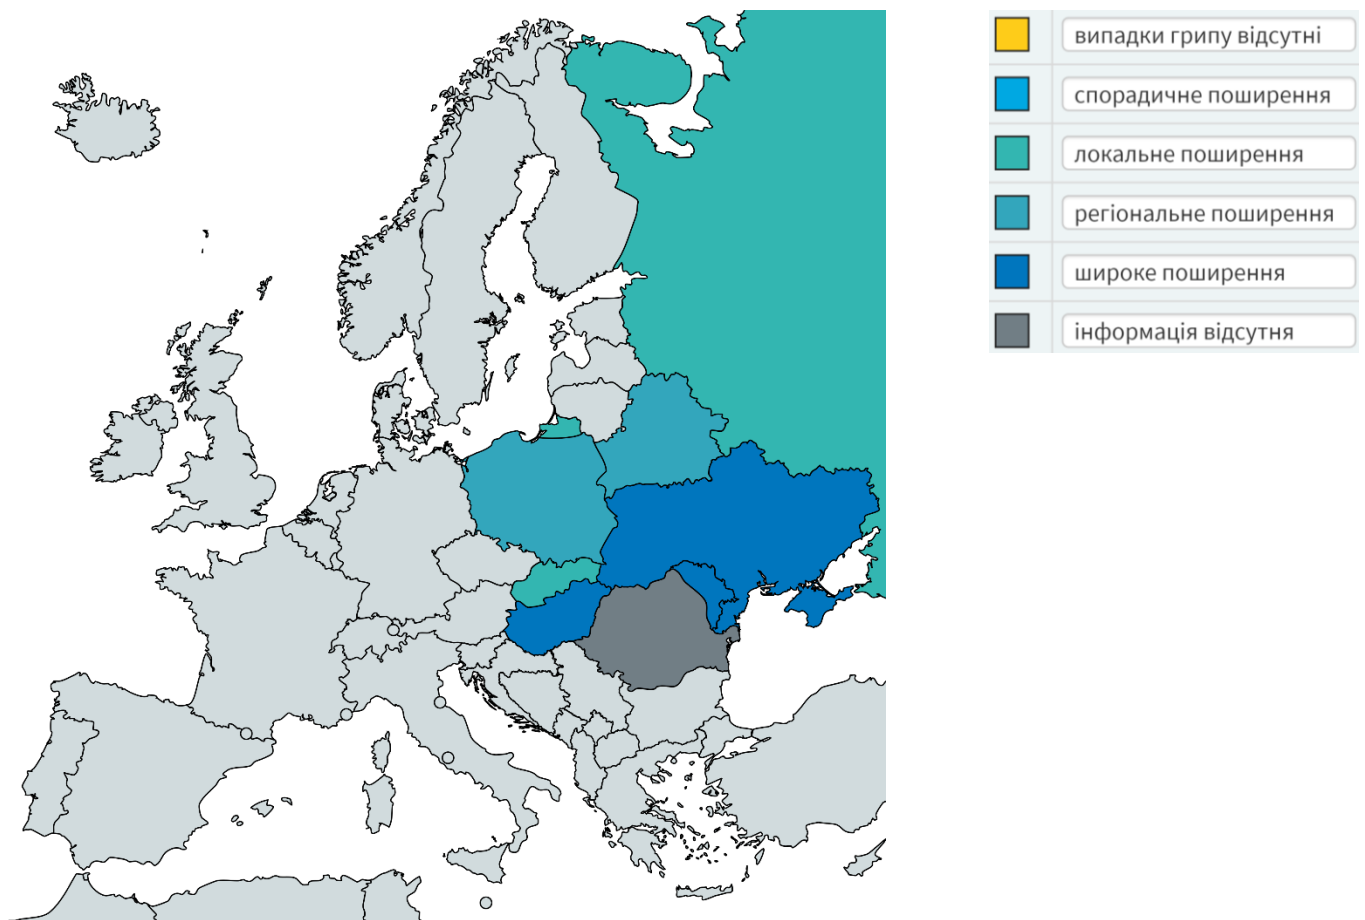 випадки грипу відсутні
спорадичне поширення
локальне поширення
регіональне поширення
широке поширення
інформація відсутня